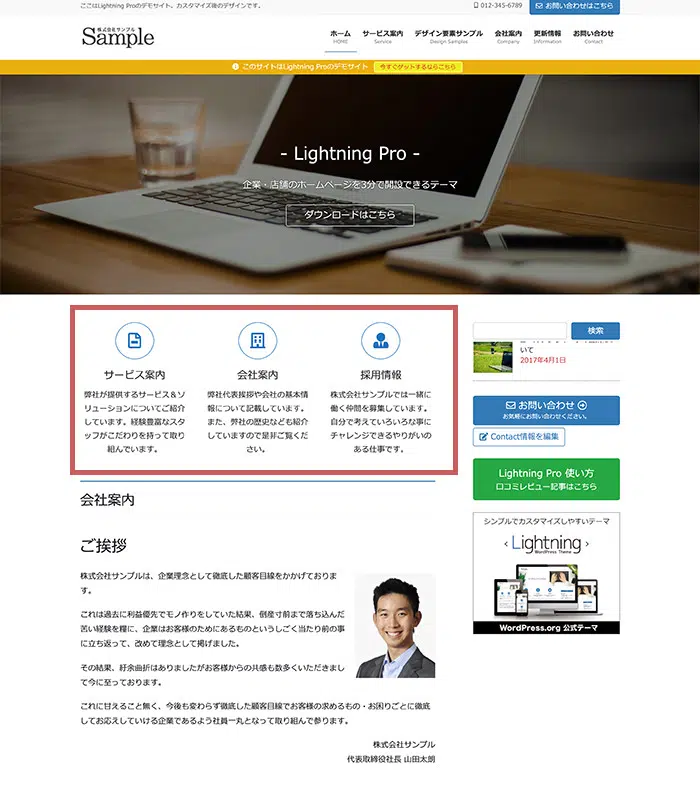 ここはLightning Proのデモサイト。カスタマイズ後のデザインです。
012-345-6789
お問い合わせはこちら
株式会社サンプル
Sample
ホーム
HOME
サービス案内
Service
デザイン要素サンプル
Design Samples
会社案内
Company
更新情報
Information
お問い合わせ
Contact
このサイトはLightning Proのデモサイト
今すぐゲットするならこちら
- Lightning Pro -
企業・店舗のホームページを3分で開設できるテーマ
ダウンロードはこちら
サービス案内
弊社が提供するサービス＆ソ
リューションについてご紹介
しています。経験豊富なスタ
ッフがこだわりを持って取り
組んでいます。
会社案内
弊社代表挨拶や会社の基本情
報について記載しています。
また、弊社の歴史なども紹介
していますので是非ご覧くだ
さい。
採用情報
株式会社サンプルでは一緒に
働く仲間を募集しています。
自分で考えていろいろな事に
チャレンジできるやりがいの
ある仕事です。
会社案内
ご挨拶
株式会社サンプルは、企業理念として徹底した顧客目線をかかげておりま
す。
これは過去に利益優先でモノ作りをしていた結果、倒産寸前まで落ち込んだ
苦い経験を糧に、企業はお客様のためにあるものというしごく当たり前の事
に立ち返って、改めて理念として掲げました。
その結果、紆余曲折はありましたがお客様からの共感も数多くいただきまし
て今に至っております。
これに甘えること無く、今後も変わらず徹底した顧客目線でお客様の求めるもの・お困りごとに徹底
してお応えしていける企業であるよう社員一丸となって取り組んで参ります。
株式会社サンプル
代表取締役社長 山田太朗
検索
いて
2017年4月1日
お問い合わせ
お気軽にお問い合わせください。
Contact情報を編集
Lightning Pro 使い方
口コミレビュー記事はこちら
シンプルでカスタマイズしやすいテーマ
Lightning
WordPress Theme
WordPress.org 公式テーマ